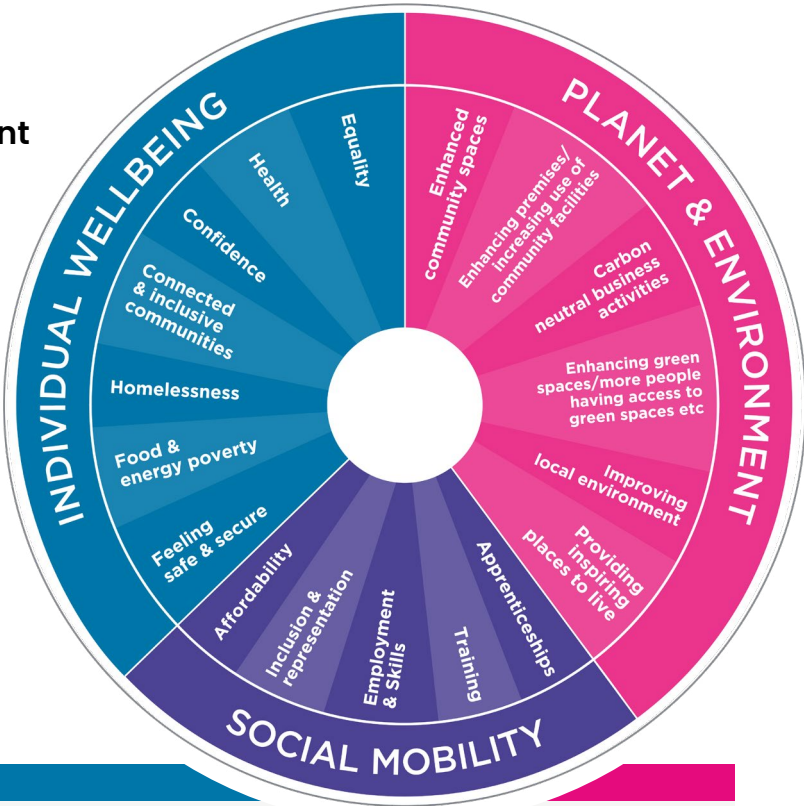 nt
INDIVIDUAL WELLBEING
Equality
Health
Confidence
Connected
& inclusive
communities
Homelessness
Food &
energy poverty
Feeling
safe & secure
PLANET & ENVIRONMENT
Enhanced
community spaces
Enhancing premises/
increasing use of
community facilities
Carbon
neutral business
activities
Enhancing green
spaces/more people
having access to
green spaces etc
Improving
local environment
Providing
inspiring
places to live
SOCIAL MOBILITY
Affordability
Inclusion &
representation
Employment
& Skills
Training
Apprenticeships